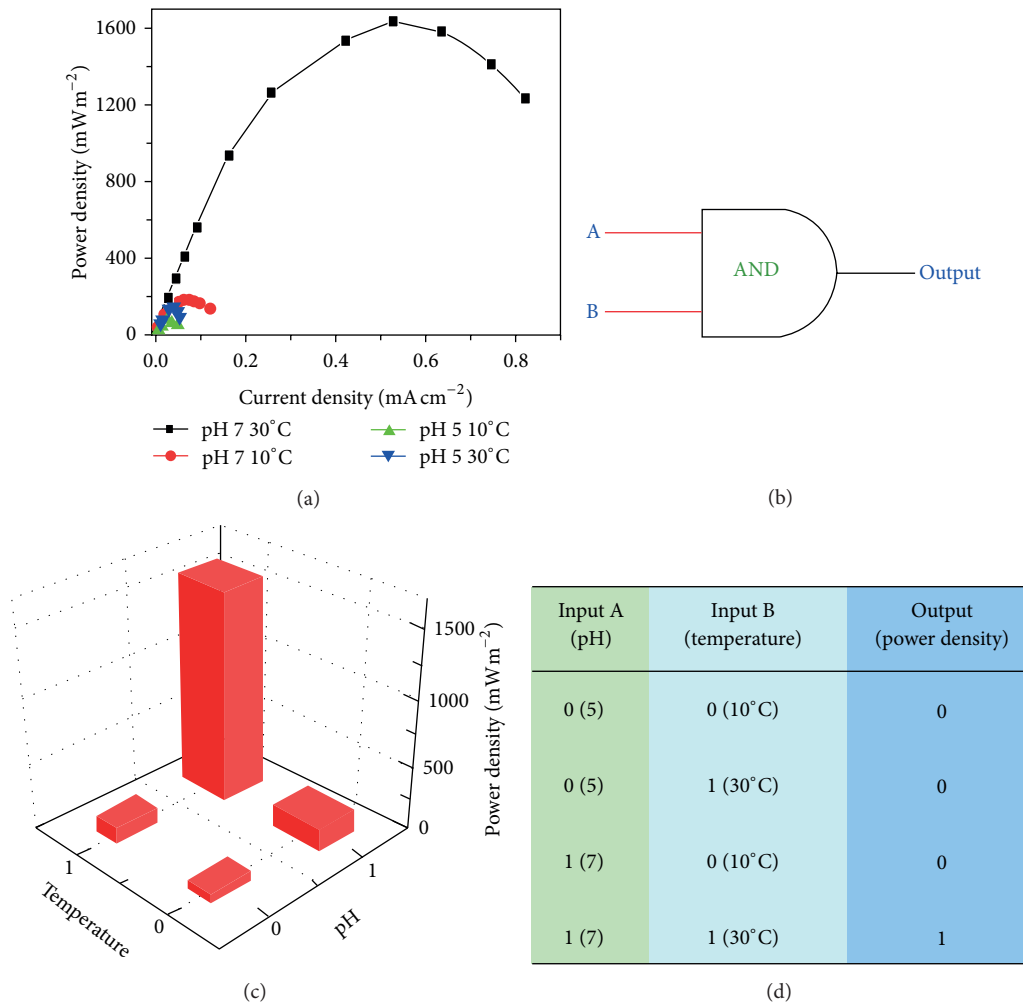 1600
1200
800
400
0
Power density (mW m−2)
0.0 0.2 0.4 0.6 0.8
Current density (mA cm−2)
pH 7 30°C
pH 5 10°C
pH 7 10°C
pH 5 30°C
(a)
A
B
AND
Output
(b)
1500
1000
500
0
Power density (mW m−2)
1
0
Temperature
1
0
pH
(c)
Input A
(pH)
Input B
(temperature)
Output
(power density)
0 (5) 0 (10°C) 0
0 (5) 1 (30°C) 0
1 (7) 0 (10°C) 0
1 (7) 1 (30°C) 1
(d)